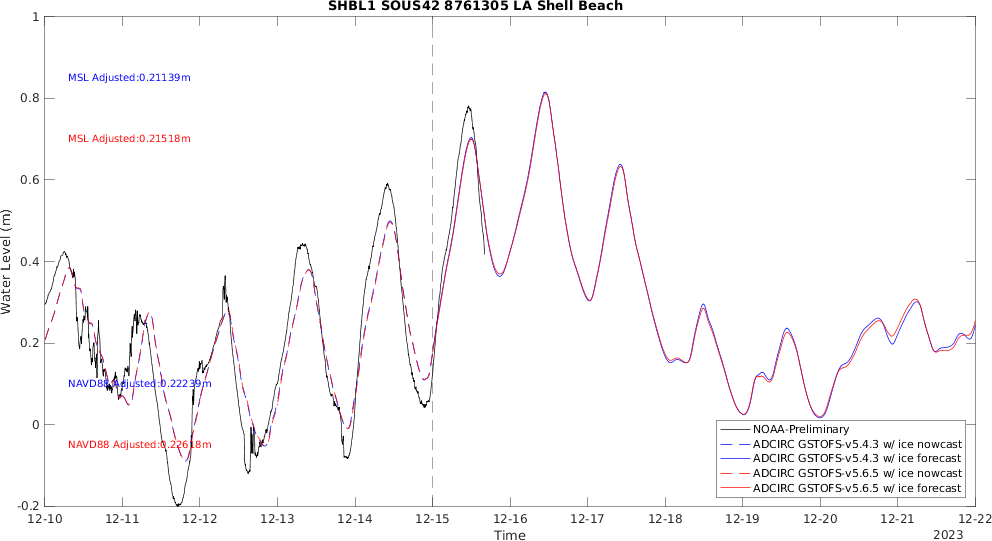 SHBL1 SOUS42 8761305 LA Shell Beach
1
0.8
0.6
0.4
0.2
0
-0.2
Water Level (m)
MSL Adjusted:0.21139m
MSL Adjusted:0.21518m
NAVD88 Adjusted:0.22239m
NAVD88 Adjusted:0.22618m
NOAA-Preliminary
ADCIRC GSTOFS-v5.4.3 w/ ice nowcast
ADCIRC GSTOFS-v5.4.3 w/ ice forecast
ADCIRC GSTOFS-v5.6.5 w/ ice nowcast
ADCIRC GSTOFS-v5.6.5 w/ ice forecast
12-10 12-11 12-12 12-13 12-14 12-15 12-16 12-17 12-18 12-19 12-20 12-21 12-22
Time
2023